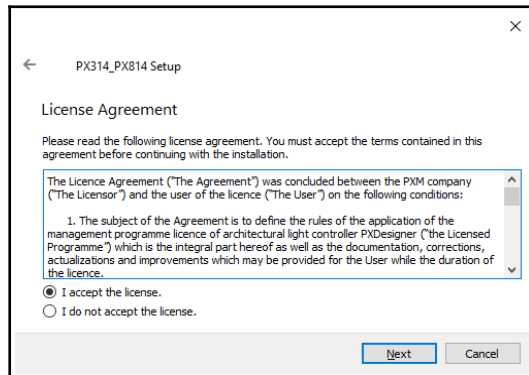 PX314_PX814 Setup
License Agreement
Please read the following license agreement. You must accept the terms contained in this
agreement before continuing with the installation.
The Licence Agreement ("The Agreement") was concluded between the PXM company
("The Licensor") and the user of the licence ("The User") on the following conditions:
1. The subject of the Agreement is to define the rules of the application of the
management programme licence of architectural light controller PXDesigner ("the Licensed
Programme") which is the integral part hereof as well as the documentation, corrections,
actualizations and improvements which may be provided for the User while the duration of
the licence.
I accept the license.
I do not accept the license.
Next Cancel